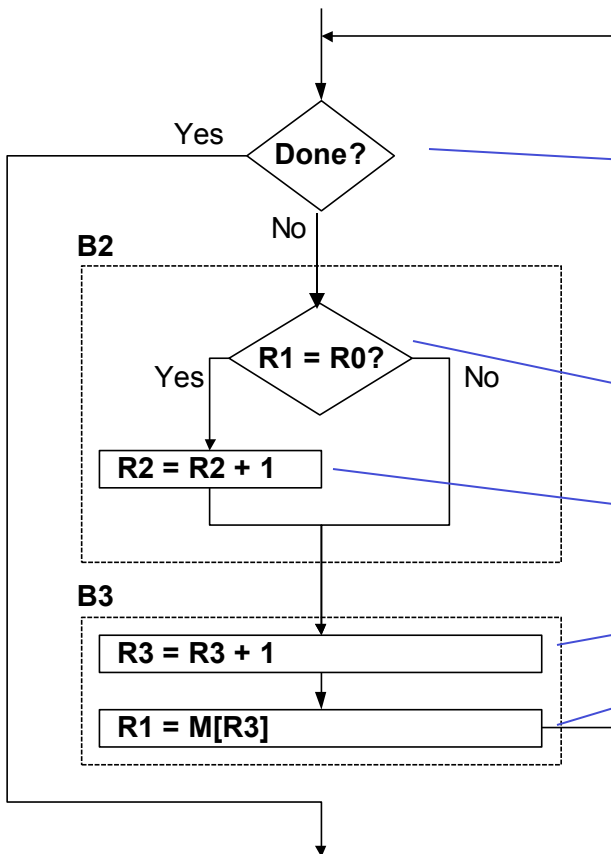 Yes
Done?
No
B2
R1 = R0?
Yes
No
R2 = R2 + 1
B3
R3 = R3 + 1
R1 = M[R3]